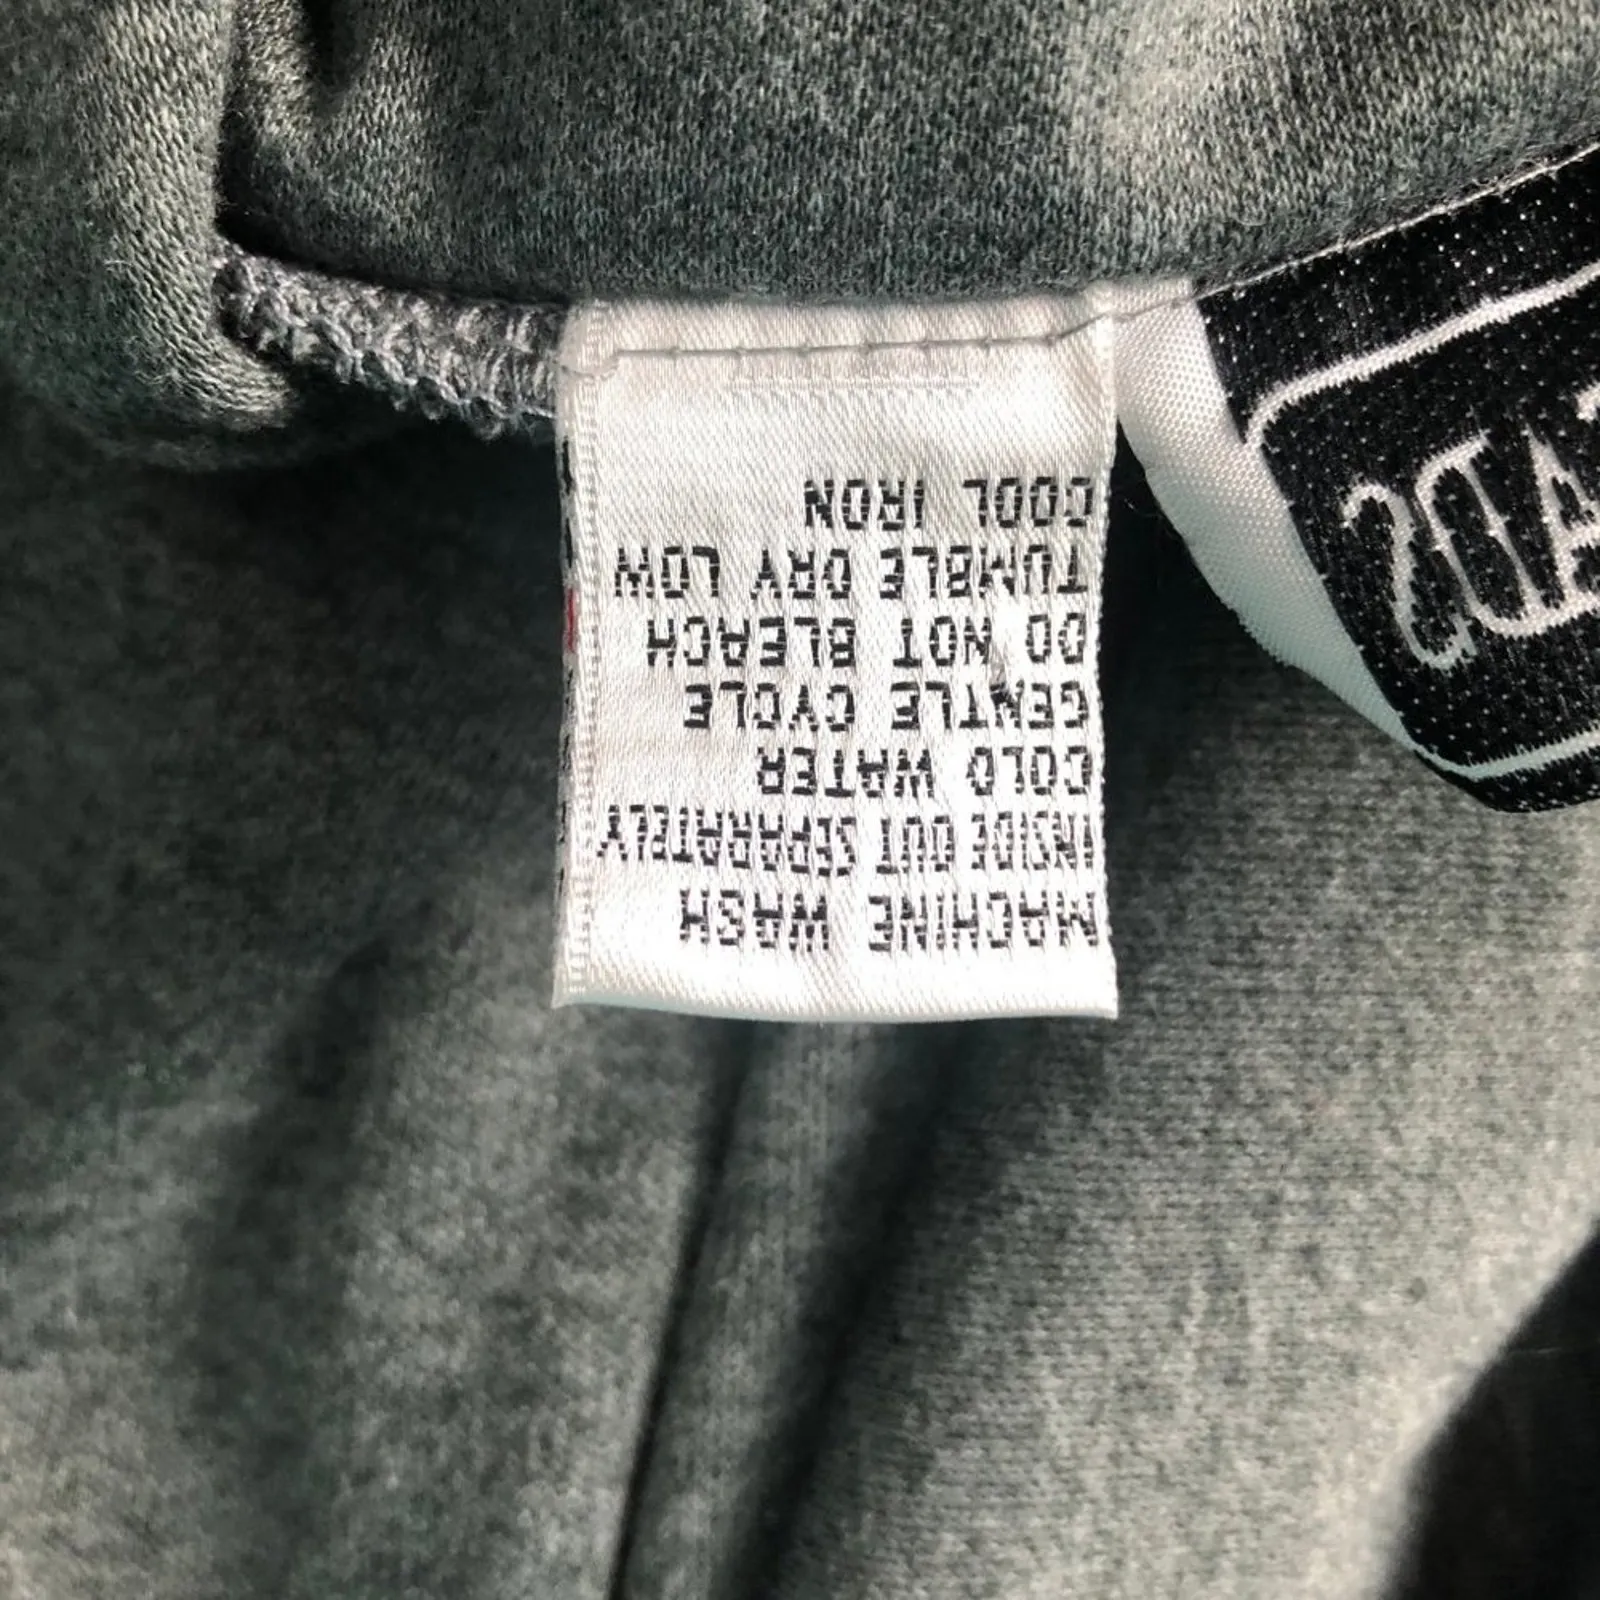 MACHINE WASH
INSIDE OUT SEPARATELY
COLD WATER
GENTLE CYCLE
DO NOT BLEACH
TUMBLE DRY LOW
COOL IRON